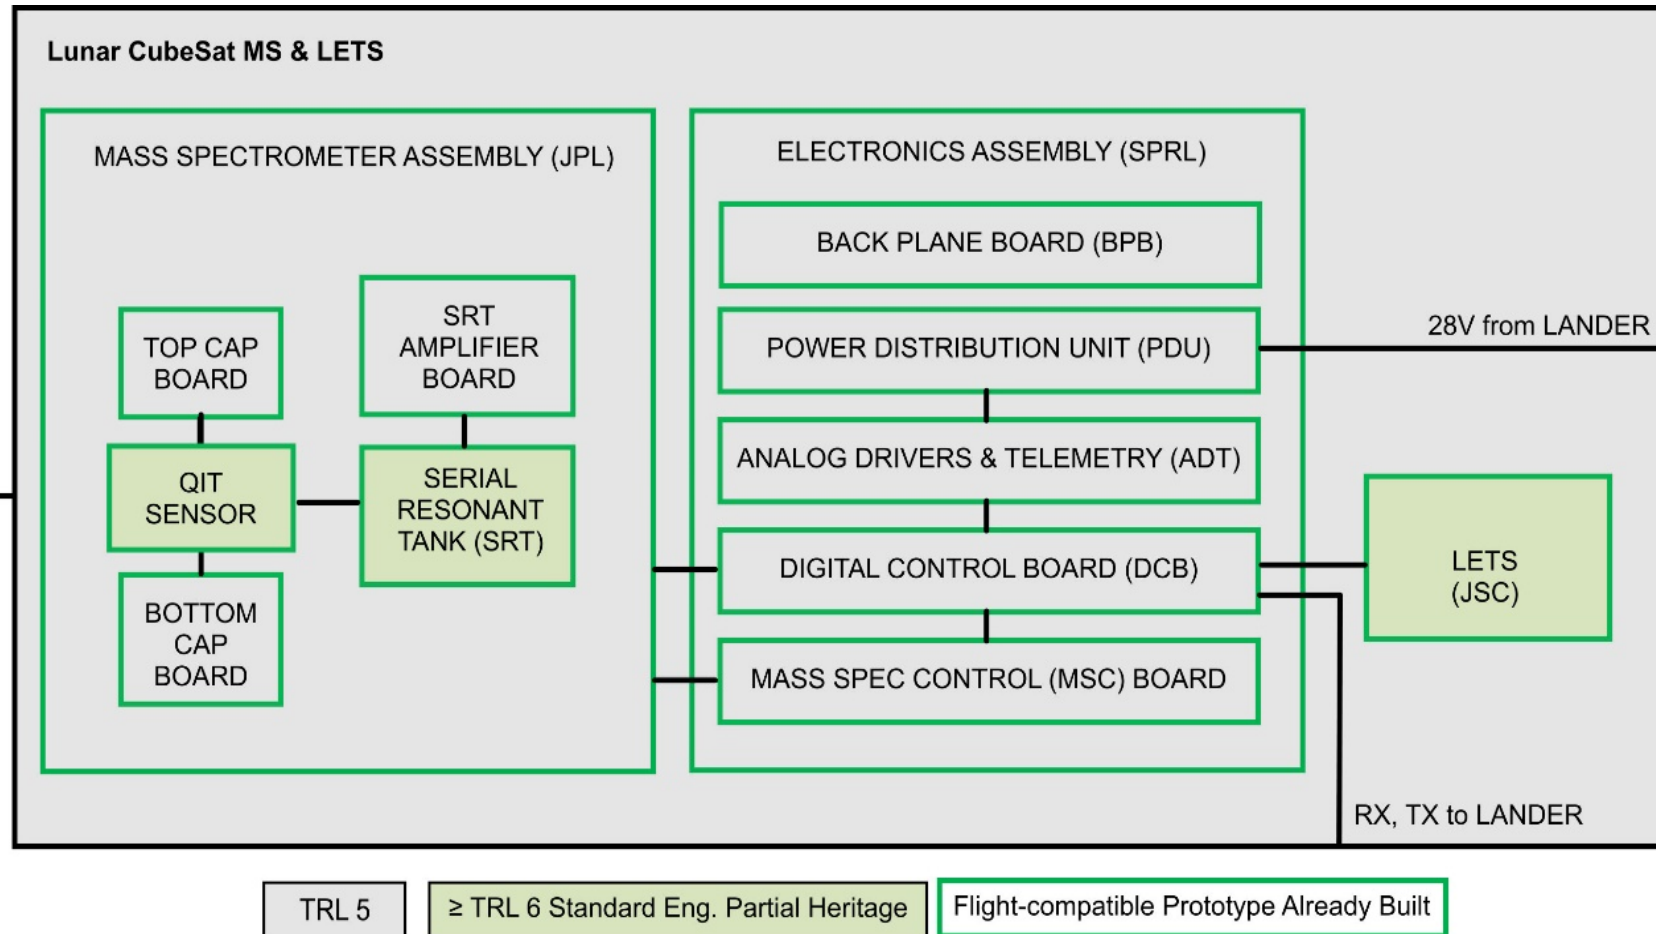 Lunar CubeSat MS & LETS
MASS SPECTROMETER ASSEMBLY (JPL)
TOP CAP
BOARD
SRT
AMPLIFIER
BOARD
QIT
SENSOR
SERIAL
RESONANT
TANK (SRT)
BOTTOM
CAP
BOARD
ELECTRONICS ASSEMBLY (SPRL)
BACK PLANE BOARD (BPB)
POWER DISTRIBUTION UNIT (PDU)
ANALOG DRIVERS & TELEMETRY (ADT)
DIGITAL CONTROL BOARD (DCB)
MASS SPEC CONTROL (MSC) BOARD
28V from LANDER
LETS
(JSC)
RX, TX to LANDER
TRL 5
≥ TRL 6 Standard Eng. Partial Heritage
Flight-compatible Prototype Already Built